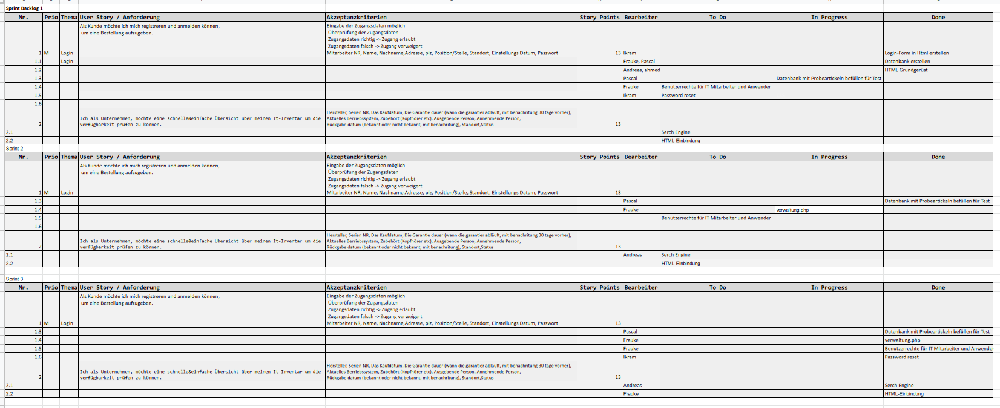 Sprint Backlog 1
Nr. Prio Thema User Story / Anforderung Akzeptanzkriterien Story Points Bearbeiter To Do In Progress Done
Als Kunde möchte ich mich registreren und anmelden können,
um eine Bestellung aufzugeben.
Eingabe der Zugangsdaten möglich
Überprüfung der Zugangsdaten
Zugangsdaten richtig -> Zugang erlaubt
Zugangsdaten falsch -> Zugang verweigert
1 M Login Mitarbeiter NR, Name, Nachname,Adresse, plz, Position/Stelle, Standort, Einstellungs Datum, Passwort 13 Ikram Login-Form in Html erstellen
1.1 Login Frauke, Pascal Datenbank erstellen
1.2 Andreas, ahmed HTML Grundgerüst
1.3 Pascal Datenbank mit Probeartickeln befüllen für Test
1.4 Frauke Benutzerrechte für IT Mitarbeiter und Anwender
1.5 Ikram Password reset
1.6
Ich als Unternehmen, möchte eine schnelle&einfache Übersicht über meinen It-Inventar um die
verfügbarkeit prüfen zu können.
Hersteller, Serien NR, Das Kaufdatum, Die Garantie dauer (wann die garantier abläuft, mit benachritung 30 tage vorher),
Aktuelles Berriebssystem, Zubehört (Kopfhörer etc), Ausgebende Person, Annehmende Person,
2 Rückgabe datum (bekannt oder nicht bekannt, mit benachritung), Standort,Status 13
2.1 Serch Engine
2.2 HTML-Einbindung
Sprint 2
Nr. Prio Thema User Story / Anforderung Akzeptanzkriterien Story Points Bearbeiter To Do In Progress Done
Als Kunde möchte ich mich registreren und anmelden können,
um eine Bestellung aufzugeben.
Eingabe der Zugangsdaten möglich
Überprüfung der Zugangsdaten
Zugangsdaten richtig -> Zugang erlaubt
Zugangsdaten falsch -> Zugang verweigert
1 M Login Mitarbeiter NR, Name, Nachname,Adresse, plz, Position/Stelle, Standort, Einstellungs Datum, Passwort 13
1.3 Pascal Datenbank mit Probeartickeln befüllen für Test
1.4 Frauke verwaltung.php
1.5 Benutzerrechte für IT Mitarbeiter und Anwender
1.6
Ich als Unternehmen, möchte eine schnelle&einfache Übersicht über meinen It-Inventar um die
verfügbarkeit prüfen zu können.
Hersteller, Serien NR, Das Kaufdatum, Die Garantie dauer (wann die garantier abläuft, mit benachritung 30 tage vorher),
Aktuelles Berriebssystem, Zubehört (Kopfhörer etc), Ausgebende Person, Annehmende Person,
2 Rückgabe datum (bekannt oder nicht bekannt, mit benachritung), Standort,Status 13
2.1 Andreas Serch Engine
2.2 HTML-Einbindung
Sprint 3
Nr. Prio Thema User Story / Anforderung Akzeptanzkriterien Story Points Bearbeiter To Do In Progress Done
Als Kunde möchte ich mich registreren und anmelden können,
um eine Bestellung aufzugeben.
Eingabe der Zugangsdaten möglich
Überprüfung der Zugangsdaten
Zugangsdaten richtig -> Zugang erlaubt
Zugangsdaten falsch -> Zugang verweigert
1 M Login Mitarbeiter NR, Name, Nachname,Adresse, plz, Position/Stelle, Standort, Einstellungs Datum, Passwort 13
1.3 Pascal Datenbank mit Probeartickeln befüllen für Test
1.4 Frauke verwaltung.php
1.5 Frauke Benutzerrechte für IT Mitarbeiter und Anwender
1.6 Ikram Password reset
Ich als Unternehmen, möchte eine schnelle&einfache Übersicht über meinen It-Inventar um die
verfügbarkeit prüfen zu können.
Hersteller, Serien NR, Das Kaufdatum, Die Garantie dauer (wann die garantier abläuft, mit benachritung 30 tage vorher),
Aktuelles Berriebssystem, Zubehört (Kopfhörer etc), Ausgebende Person, Annehmende Person,
2 Rückgabe datum (bekannt oder nicht bekannt, mit benachritung), Standort,Status 13
2.1 Andreas Serch Engine
2.2 Frauke HTML-Einbindung